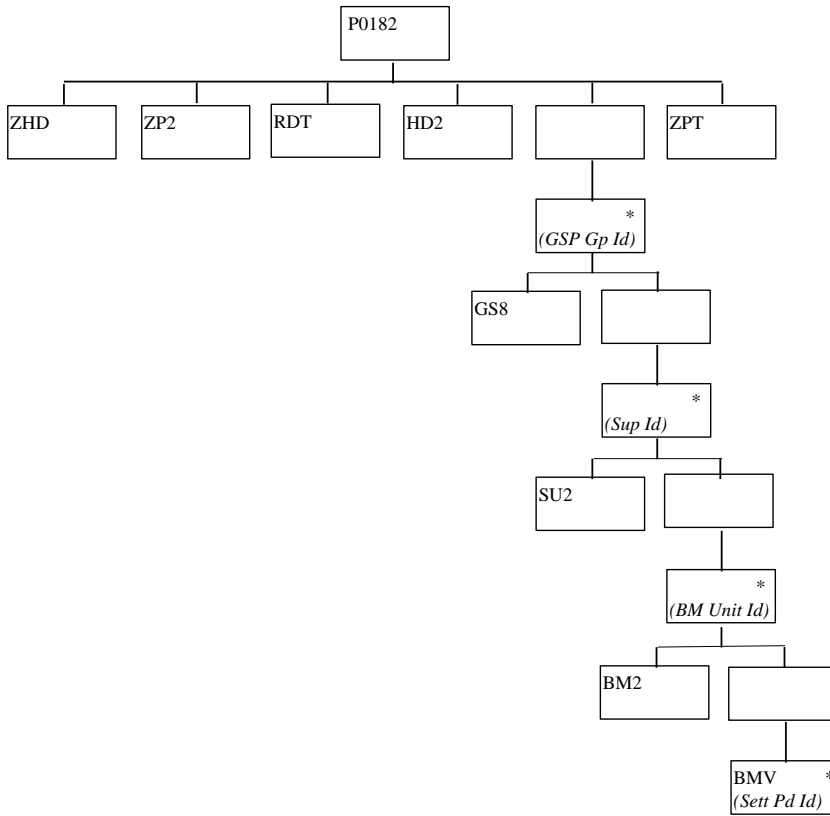 P0182
ZHD
ZP2
RDT
HD2
ZPT
*
(GSP Gp Id)
GS8
*
(Sup Id)
SU2
*
(BM Unit Id)
BM2
BMV *
(Sett Pd Id)